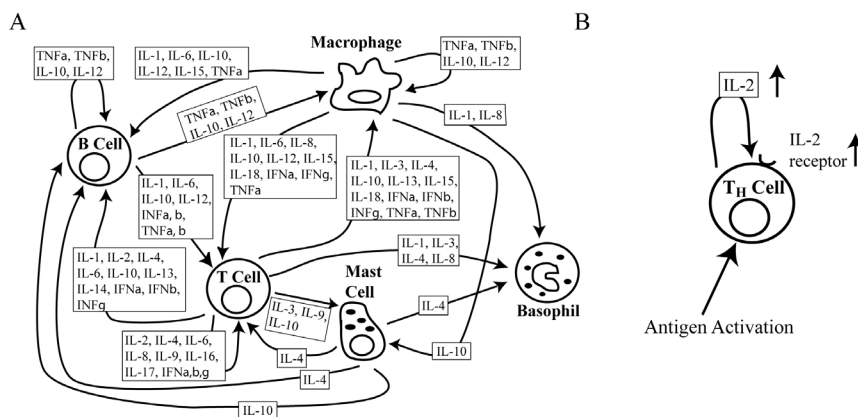 A
B
Macrophage
TNFa, TNFb,
IL-10, IL-12
IL-1, IL-6, IL-10,
IL-12, IL-15, TNFa
TNFa, TNFb,
IL-10, IL-12
TNFa, TNFb,
IL-10, IL-12
IL-1, IL-8
B Cell
IL-1, IL-6, IL-8,
IL-10, IL-12, IL-15,
IL-18, IFNa, IFNg,
TNFa
IL-1, IL-3, IL-4,
IL-10, IL-13, IL-15,
IL-18, IFNa, IFNb,
INFg, TNFa, TNFb
IL-1, IL-6,
IL-10, IL-12,
INFa, b,
TNFa, b
IL-1, IL-2, IL-4,
IL-6, IL-10, IL-13,
IL-14, IFNa, IFNb,
INFg
IL-1, IL-3,
IL-4, IL-8
T Cell
Mast
Cell
Basophil
IL-3, IL-9,
IL-10
IL-4
IL-2, IL-4, IL-6,
IL-8, IL-9, IL-16,
IL-17, IFNa,b,g
IL-4
IL-10
IL-4
IL-10
IL-2
IL-2
receptor
TH Cell
Antigen Activation